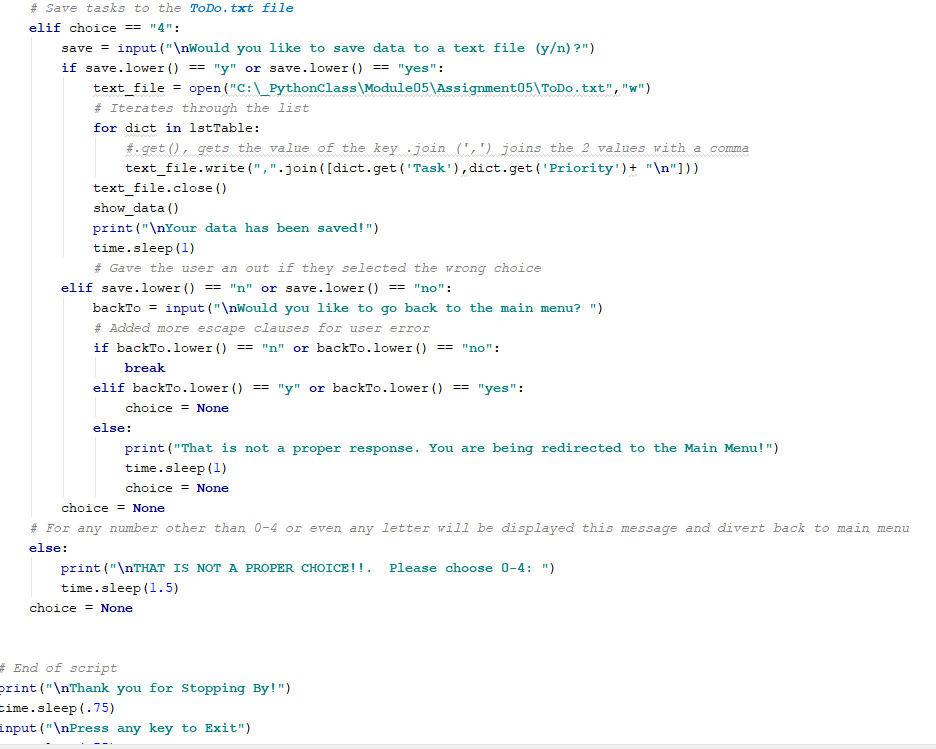 # Save tasks to the ToDo.txt file
elif choice == "4":
save = input("\nWould you like to save data to a text file (y/n)?")
if save.lower() == "y" or save.lower() == "yes":
text_file = open("C:\_PythonClass\Module05\Assignment05\ToDo.txt","w")
# Iterates through the list
for dict in lstTable:
#.get(), gets the value of the key .join (',') joins the 2 values with a comma
text_file.write(",".join([dict.get('Task'),dict.get('Priority')+ "\n"]))
text_file.close()
show_data()
print("\nYour data has been saved!")
time.sleep(1)
# Gave the user an out if they selected the wrong choice
elif save.lower() == "n" or save.lower() == "no":
backTo = input("\nWould you like to go back to the main menu? ")
# Added more escape clauses for user error
if backTo.lower() == "n" or backTo.lower() == "no":
break
elif backTo.lower() == "y" or backTo.lower() == "yes":
choice = None
else:
print("That is not a proper response. You are being redirected to the Main Menu!")
time.sleep(1)
choice = None
choice = None
# For any number other than 0-4 or even any letter will be displayed this message and divert back to main menu
else:
print("\nTHAT IS NOT A PROPER CHOICE!!.  Please choose 0-4: ")
time.sleep(1.5)
choice = None
# End of script
print("\nThank you for Stopping By!")
time.sleep(.75)
input("\nPress any key to Exit")